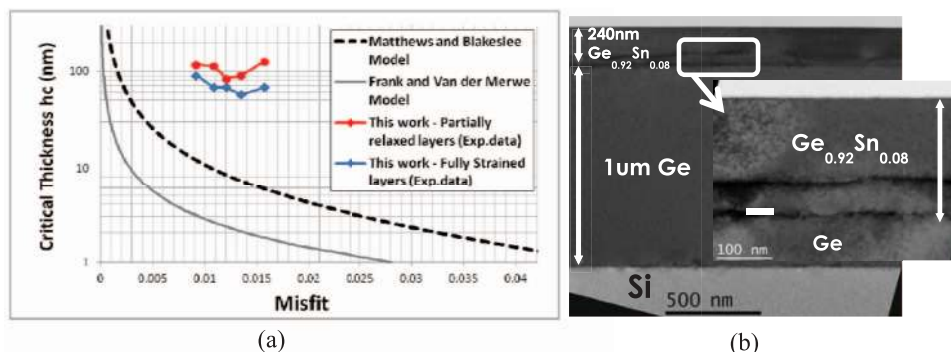 Critical Thickness hc (nm)
100
10
1
0
0.005
0.01
0.015
0.02
0.025
0.03
0.035
0.04
Misfit
Matthews and Blakeslee
Model
Frank and Van der Merwe
Model
This work - Partially
relaxed layers (Exp.data)
This work - Fully Strained
layers (Exp.data)
(a)
240nm
Ge0.92Sn0.08
1um Ge
Ge0.92Sn0.08
Ge
100 nm
Si
500 nm
(b)